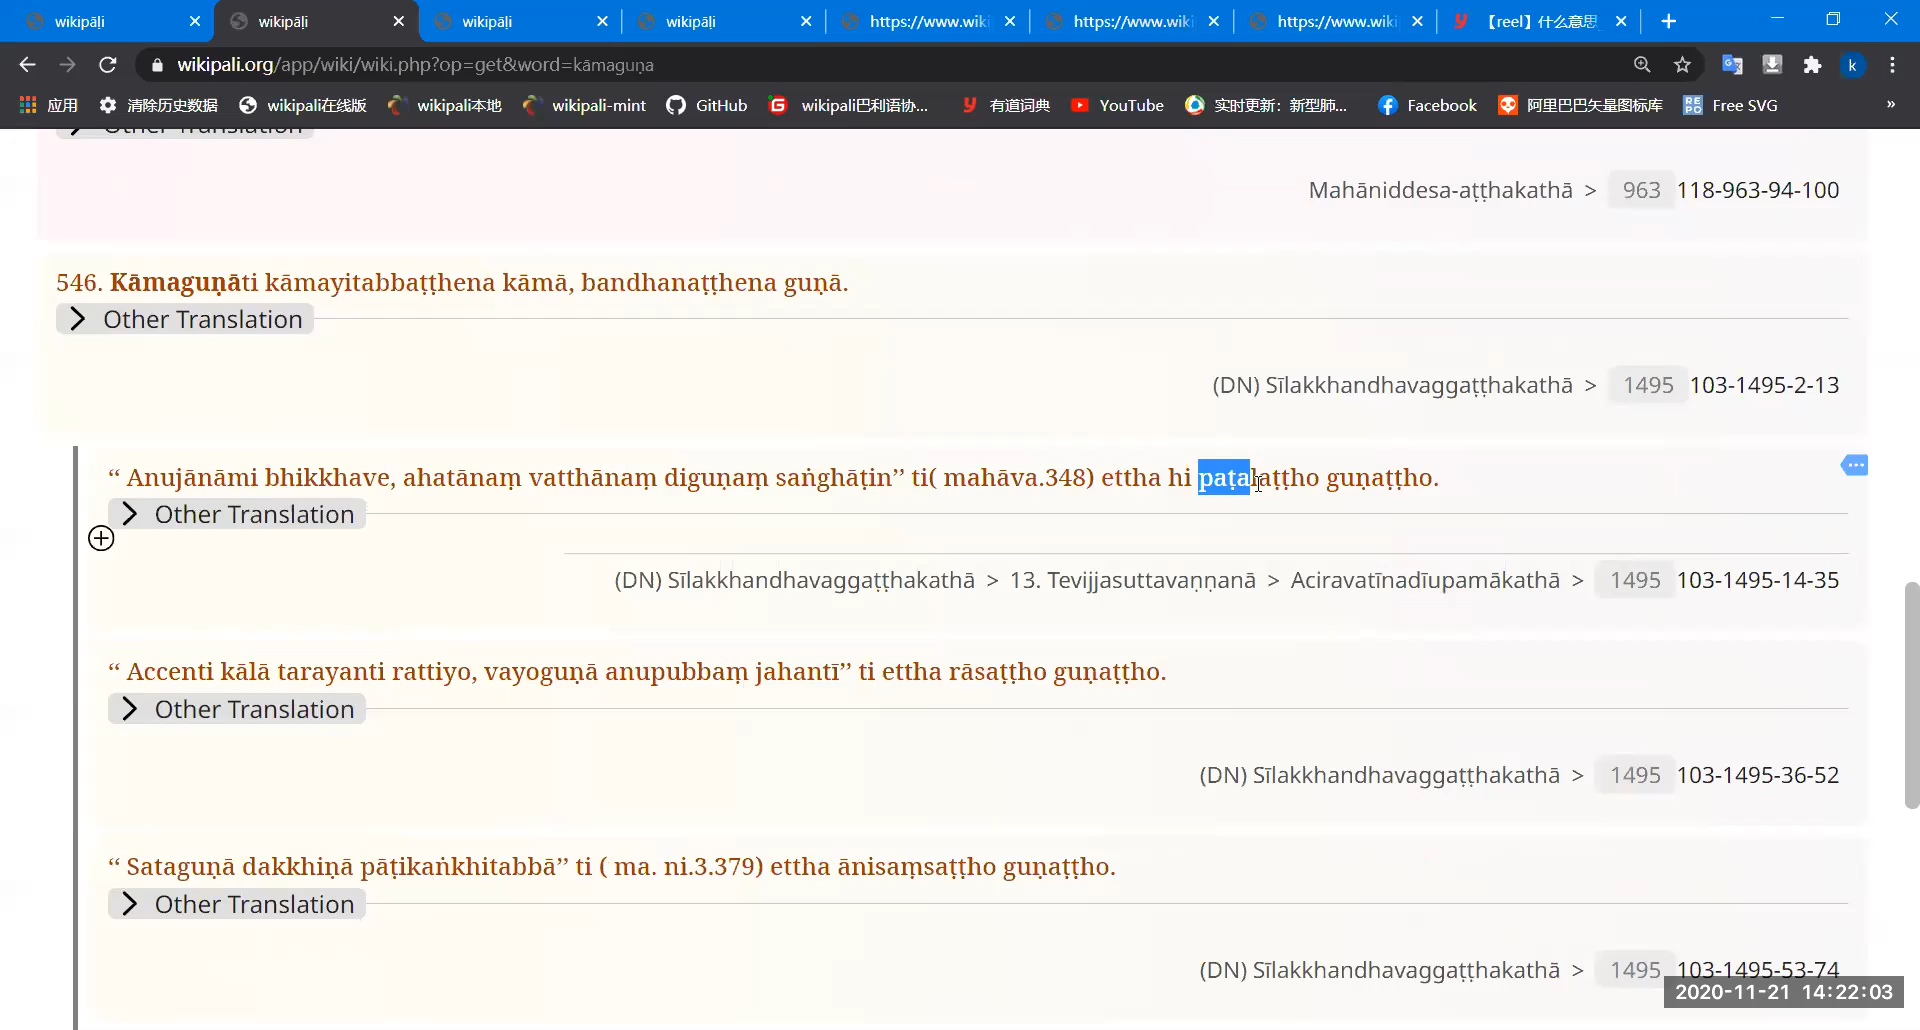 wikipāḷi
wikipāḷi
wikipāḷi
wikipāḷi
https://www.wiki
https://www.wiki
https://www.wiki
【reel】什么意思_
wikipali.org/app/wiki/wiki.php?op=get&word=kāmaguṇa
应用
清除历史数据
wikipali在线版
wikipali本地
wikipali-mint
GitHub
wikipali巴利语协...
有道词典
YouTube
实时更新：新型肺...
Facebook
阿里巴巴矢量图标库
Free SVG
»
Other Translation
Mahāniddesa-aṭṭhakathā > 963 118-963-94-100
546. Kāmaguṇāti kāmayitabbaṭṭhena kāmā, bandhanaṭṭhena guṇā.
Other Translation
(DN) Sīlakkhandhavaggaṭṭhakathā > 1495 103-1495-2-13
“ Anujānāmi bhikkhave, ahatānaṃ vatthānaṃ diguṇaṃ saṅghāṭin” ti( mahāva.348) ettha hi paṭalaṭṭho guṇaṭṭho.
Other Translation
(DN) Sīlakkhandhavaggaṭṭhakathā > 13. Tevijjasuttavaṇṇanā > Aciravatīnadīupamākathā > 1495 103-1495-14-35
“ Accenti kālā tarayanti rattiyo, vayoguṇā anupubbaṃ jahantī” ti ettha rāsaṭṭho guṇaṭṭho.
Other Translation
(DN) Sīlakkhandhavaggaṭṭhakathā > 1495 103-1495-36-52
“ Sataguṇā dakkhiṇā pāṭikaṅkhitabbā” ti ( ma. ni.3.379) ettha ānisaṃsaṭṭho guṇaṭṭho.
Other Translation
(DN) Sīlakkhandhavaggaṭṭhakathā > 1495 103-1495-53-74
2020-11-21 14:22:03